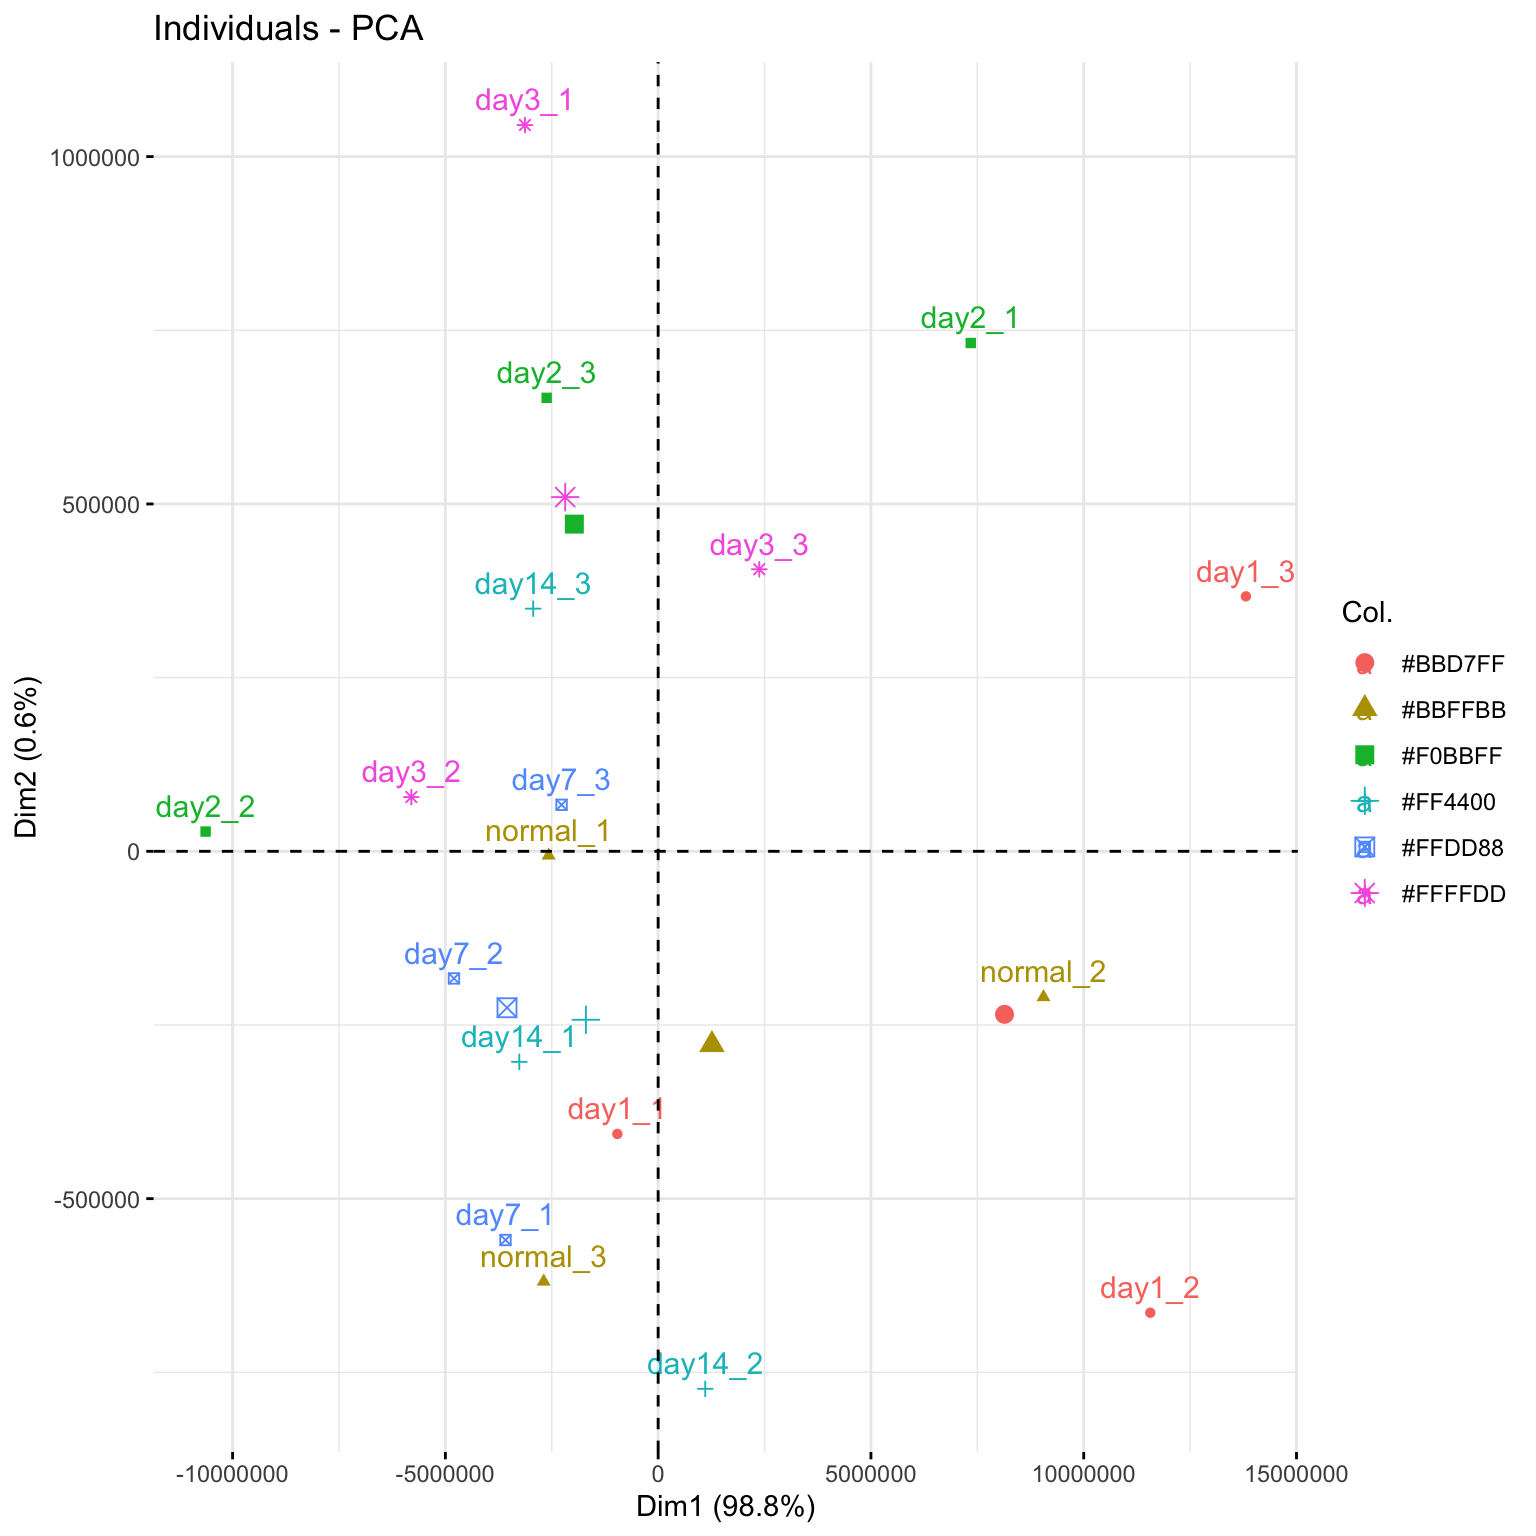 Individuals - PCA
day3_1
1000000
day2_1
day2_3
500000
day3_3
day14_3
day1_3
Col.
#BBD7FF
#BBFFBB
#F0BBFF
#FF4400
#FFDD88
#FFFFDD
a
a
a
a
a
a
Dim2 (0.6%)
day3_2
day7_3
day2_2
normal_1
0
day7_2
normal_2
day14_1
day1_1
-500000
day7_1
normal_3
day1_2
day14_2
-10000000
-5000000
0
5000000
10000000
15000000
Dim1 (98.8%)